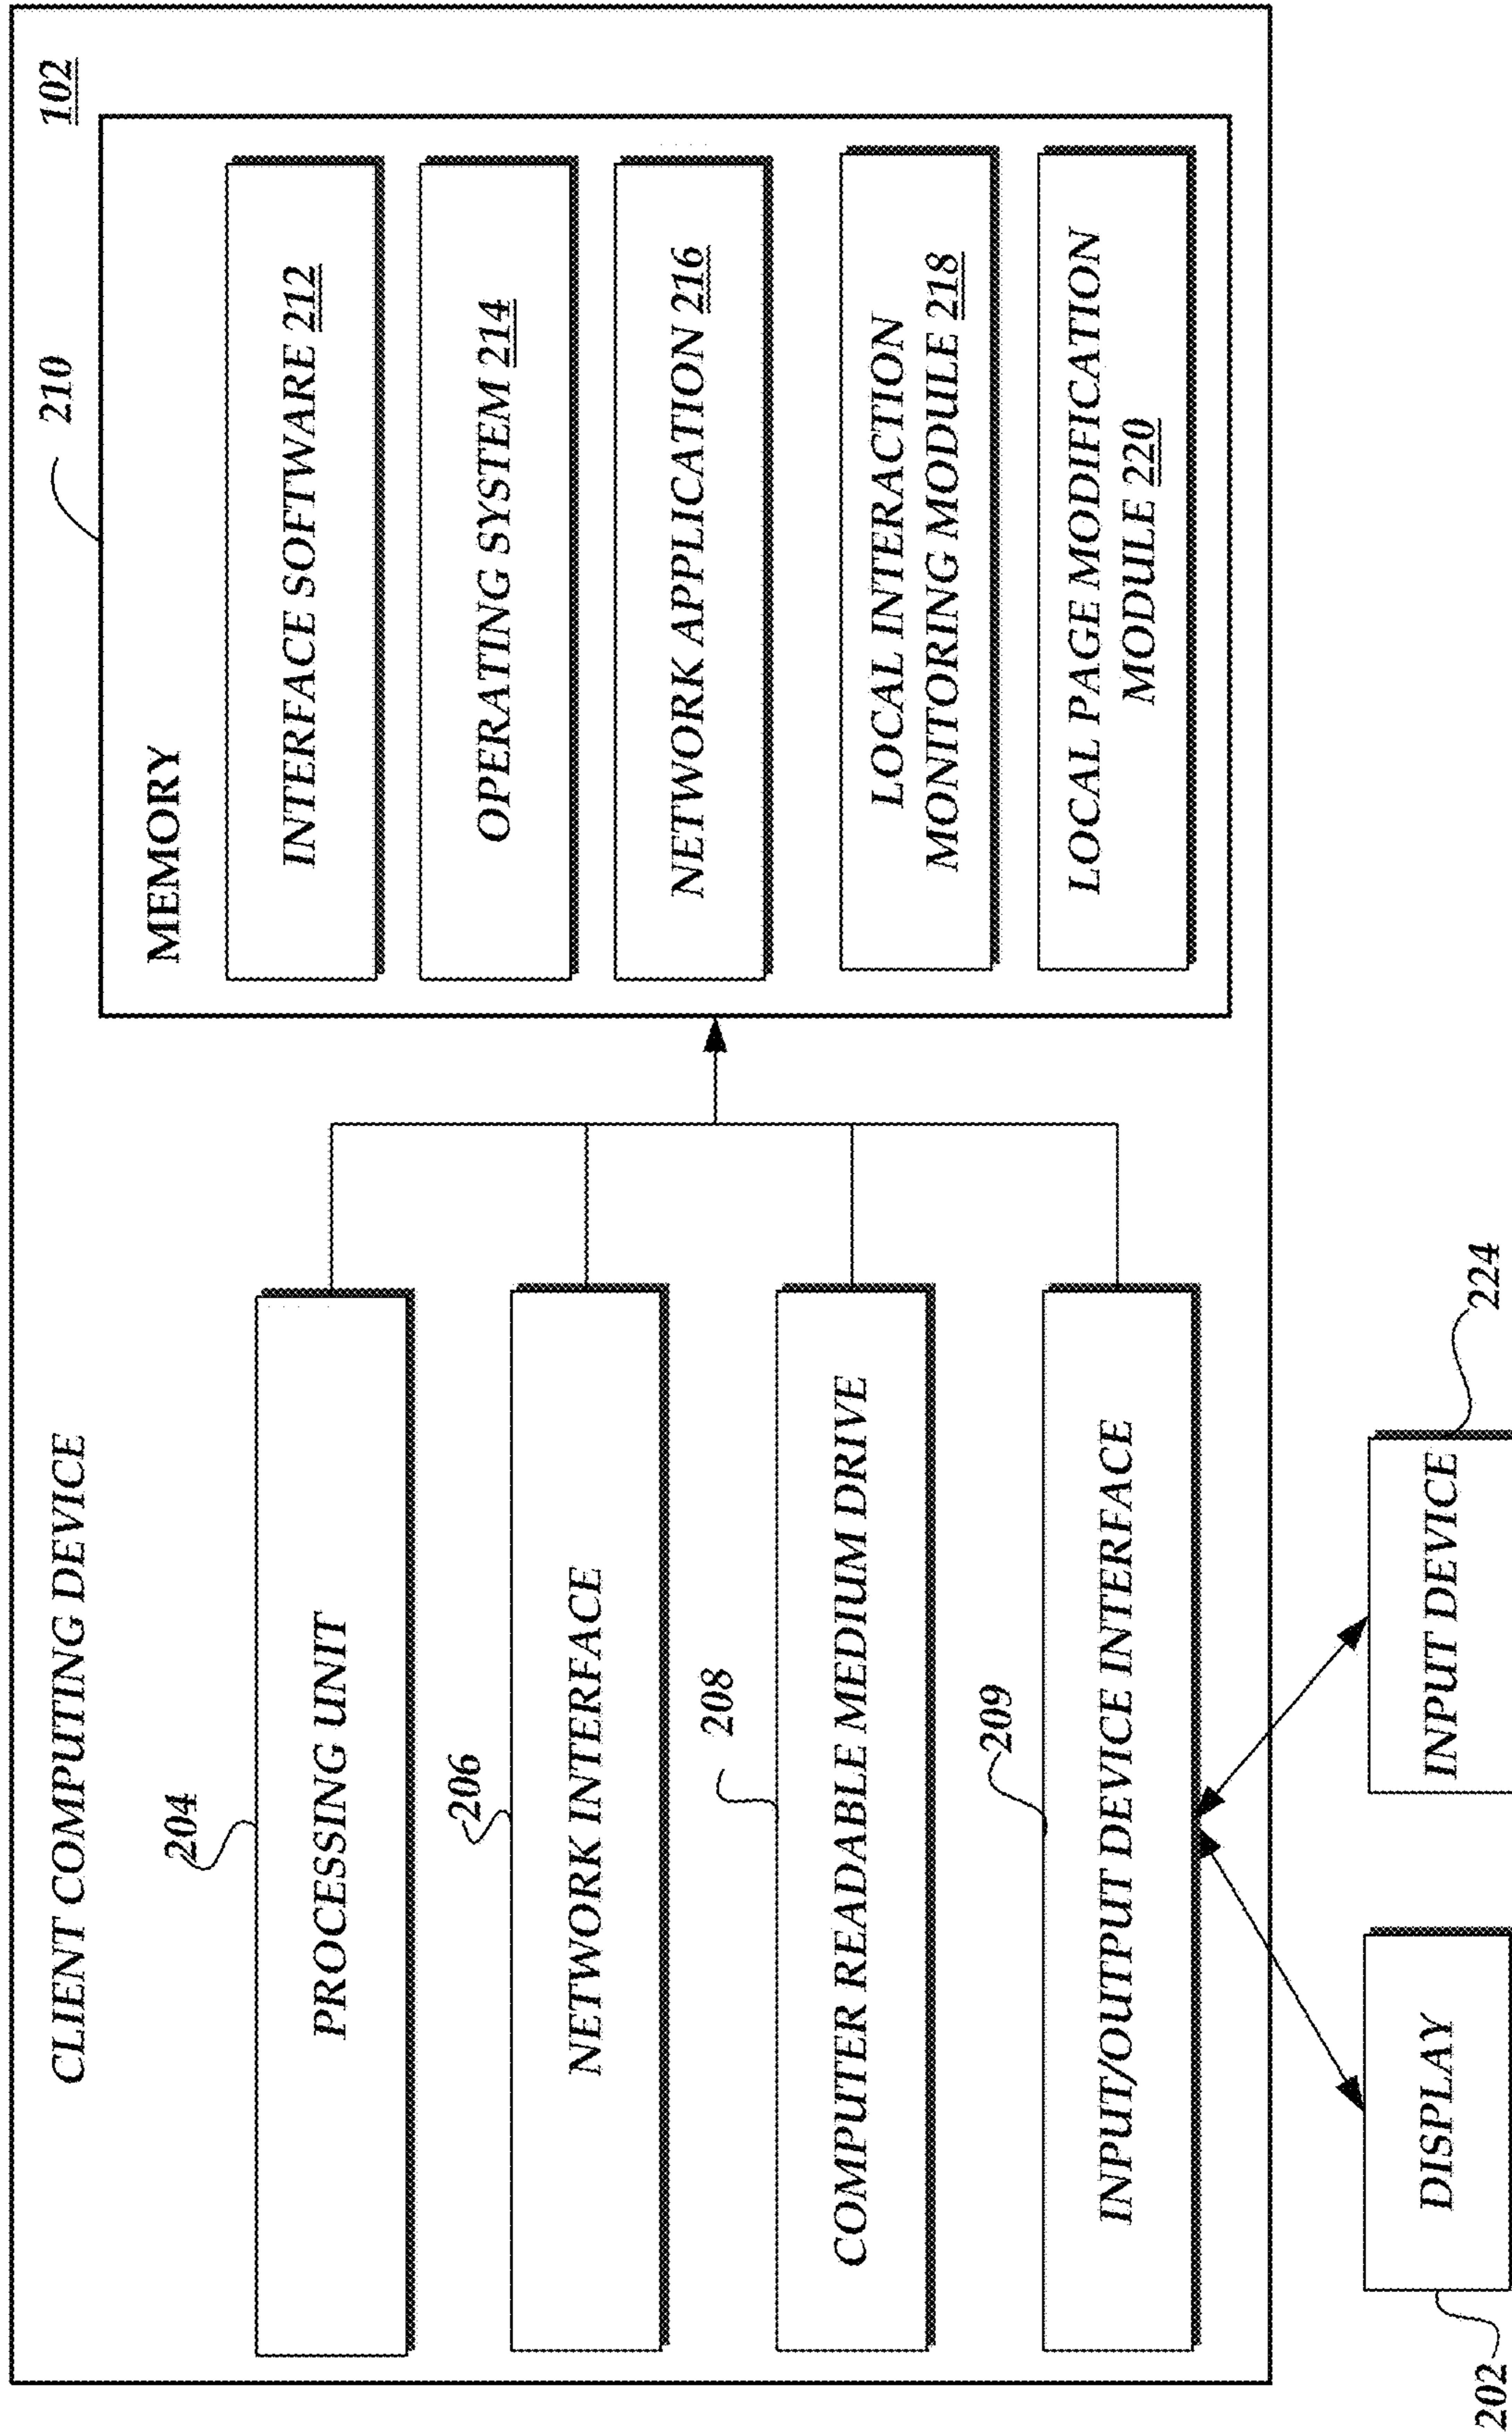 CLIENT COMPUTING DEVICE
102
204
PROCESSING UNIT
206
NETWORK INTERFACE
208
COMPUTER READABLE MEDIUM DRIVE
209
INPUT/OUTPUT DEVICE INTERFACE
210
MEMORY
INTERFACE SOFTWARE 212
OPERATING SYSTEM 214
NETWORK APPLICATION 216
LOCAL INTERACTION
MONITORING MODULE 218
LOCAL PAGE MODIFICATION
MODULE 220
202
DISPLAY
INPUT DEVICE
224